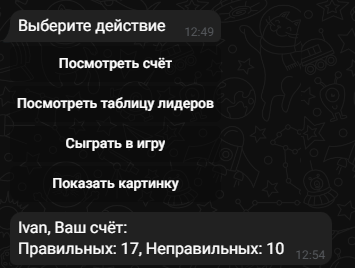 Выберите действие
12:49
Посмотреть счёт
Посмотреть таблицу лидеров
Сыграть в игру
Показать картинку
Ivan, Ваш счёт:
Правильных: 17, Неправильных: 10
12:54